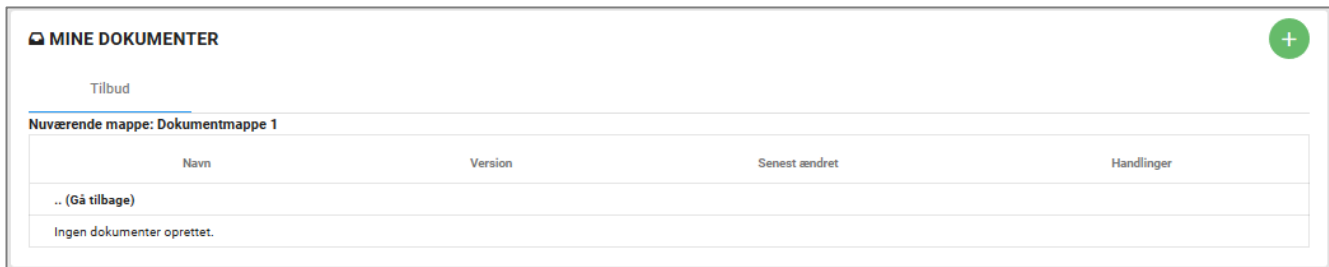 MINE DOKUMENTER
+
Tilbud
Nuværende mappe: Dokumentmappe 1
Navn Version Senest ændret Handlinger
.. (Gå tilbage)
Ingen dokumenter oprettet.